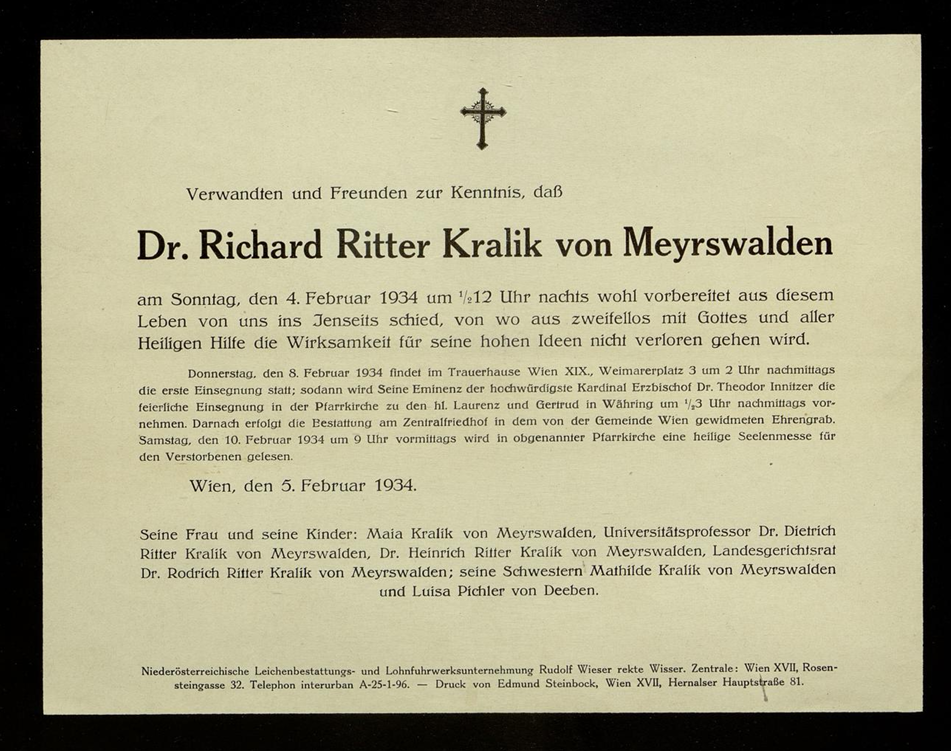 Verwandten und Freunden zur Kenntnis, daß
Dr. Richard Ritter Kralik von Meyrswalden
am Sonntag, den 4. Februar 1934 um ½12 Uhr nachts wohl vorbereitet aus diesem
Leben von uns ins Jenseits schied, von wo aus zweifellos mit Gottes und aller
Heiligen Hilfe die Wirksamkeit für seine hohen Ideen nicht verloren gehen wird.
Donnerstag, den 8. Februar 1934 findet im Trauerhause Wien XIX., Weimarerplatz 3 um 2 Uhr nachmittags
die erste Einsegnung statt; sodann wird Seine Eminenz der hochwürdigste Kardinal Erzbischof Dr. Theodor Innitzer die
feierliche Einsegnung in der Pfarrkirche zu den hl. Laurenz und Gertrud in Währing um ½3 Uhr nachmittags vor-
nehmen. Darnach erfolgt die Bestattung am Zentralfriedhof in dem von der Gemeinde Wien gewidmeten Ehrengrab.
Samstag, den 10. Februar 1934 um 9 Uhr vormittags wird in obgenannter Pfarrkirche eine heilige Seelenmesse für
den Verstorbenen gelesen.
Wien, den 5. Februar 1934.
Seine Frau und seine Kinder: Maia Kralik von Meyrswalden, Universitätsprofessor Dr. Dietrich
Ritter Kralik von Meyrswalden, Dr. Heinrich Ritter Kralik von Meyrswalden, Landesgerichtsrat
Dr. Rodrich Ritter Kralik von Meyrswalden; seine Schwestern Mathilde Kralik von Meyrswalden
und Luisa Pichler von Deeben.
Niederösterreichische Leichenbestattungs- und Lohnfuhrwerksunternehmung Rudolf Wieser rekte Wisser. Zentrale: Wien XVII, Rosen-
steingasse 32. Telephon interurban A-25-1-96. — Druck von Edmund Steinbock, Wien XVII, Hernalser Hauptstraße 81.